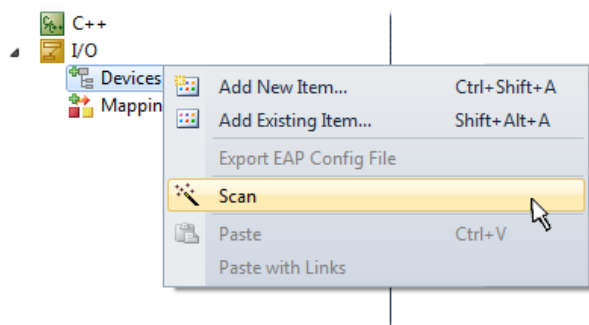 C++
I/O
Devices
Mappin
Add New Item... Ctrl+Shift+A
Add Existing Item... Shift+Alt+A
Export EAP Config File
Scan
Paste Ctrl+V
Paste with Links